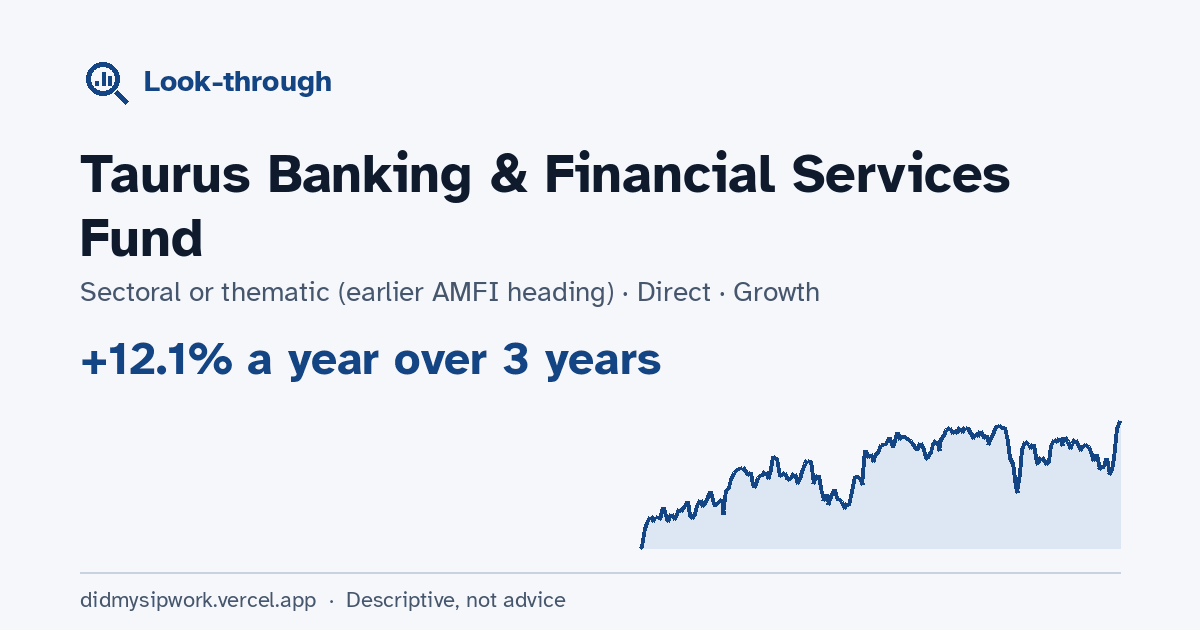 Look-through
Taurus Banking & Financial Services
Fund
Sectoral or thematic (earlier AMFI heading) · Direct · Growth
+12.1% a year over 3 years
didmysipwork.vercel.app · Descriptive, not advice